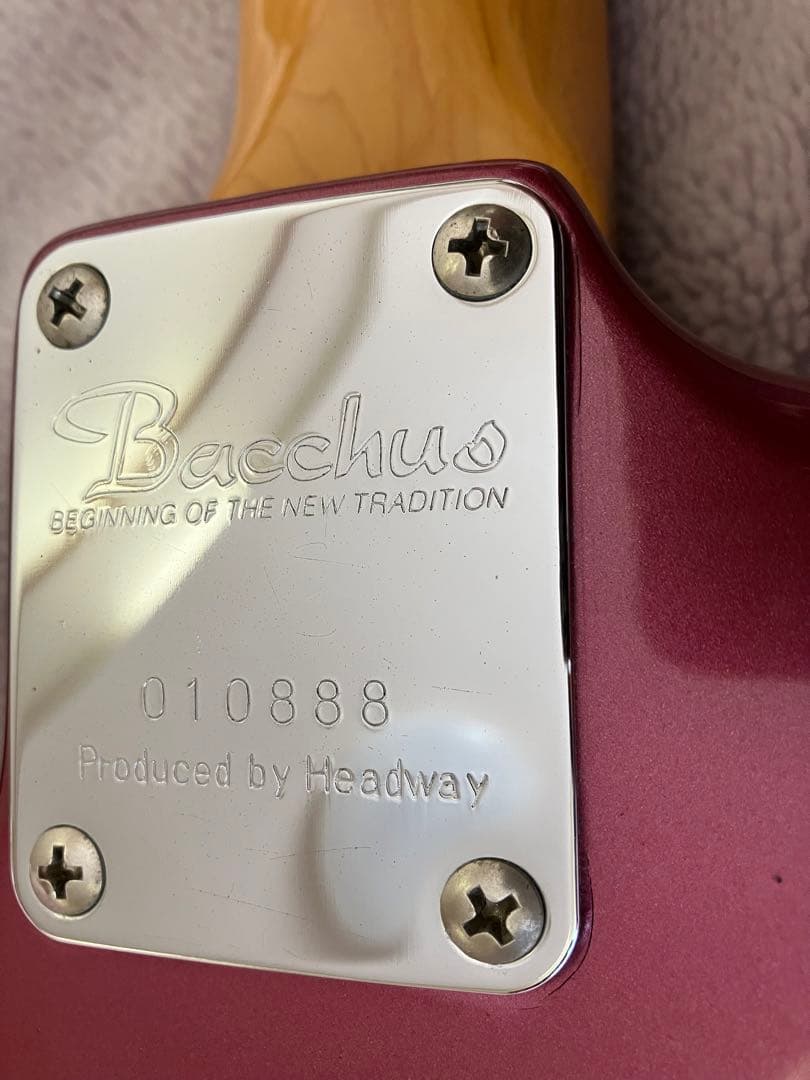 Bacchus
BEGINNING OF THE NEW TRADITION
010888
Produced by Headway